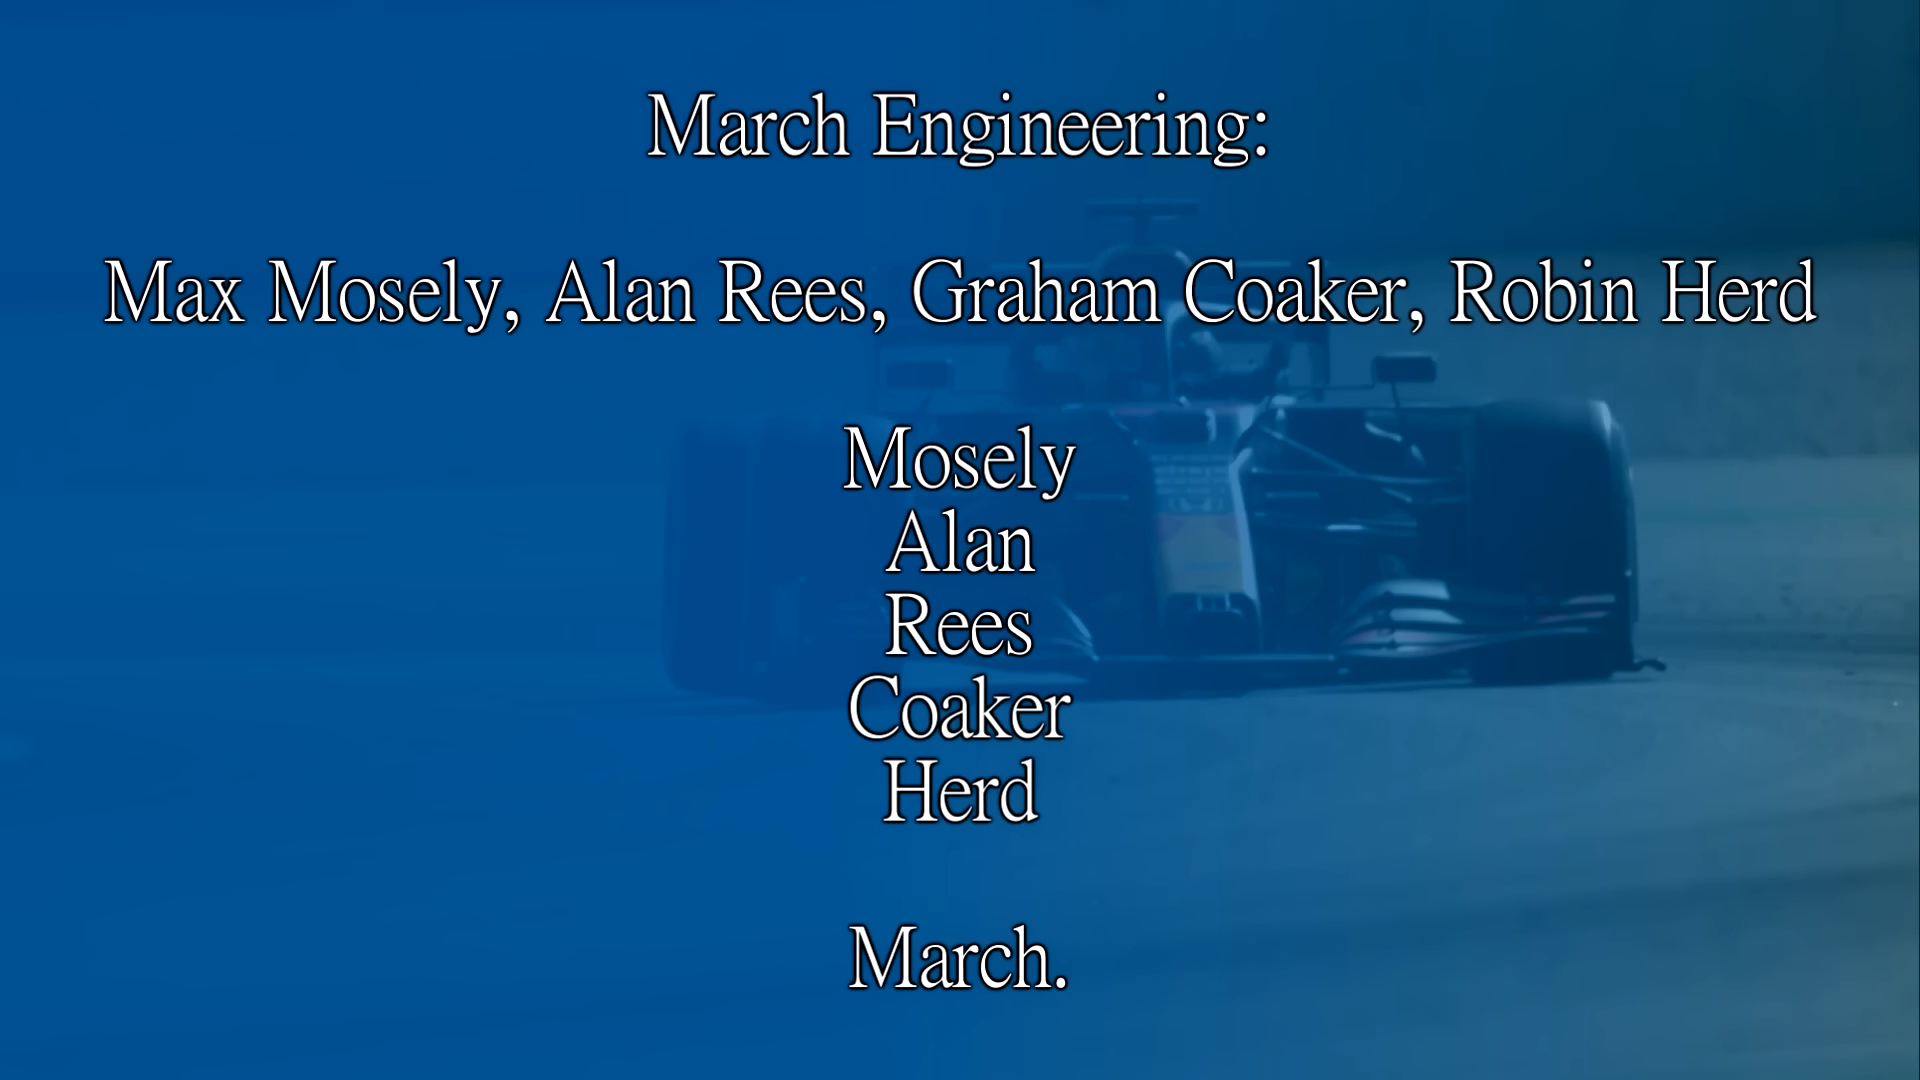 March Engineering:
Max Mosely, Alan Rees, Graham Coaker, Robin Herd
Mosely
Alan
Rees
Coaker
Herd
March.